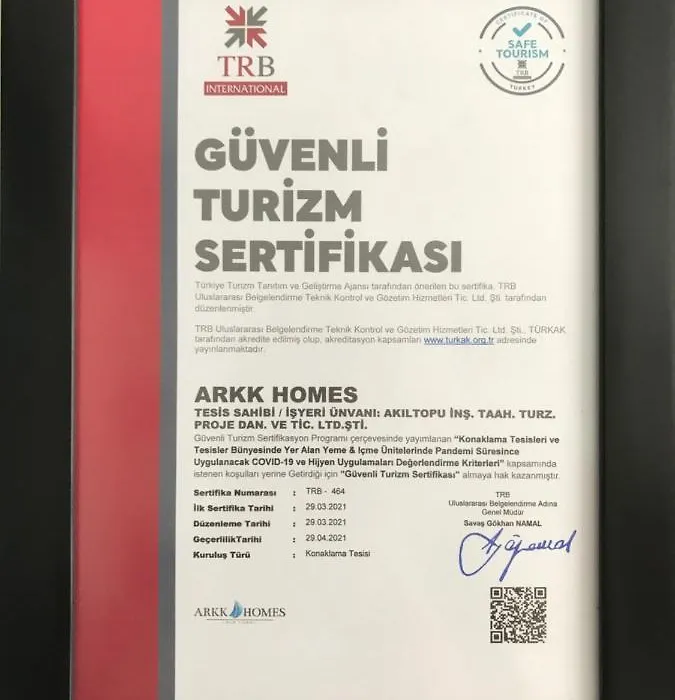 TRB
INTERNATIONAL
CERTIFICATE OF
SAFE
TOURISM
TRB
TURKEY
GÜVENLİ
TURİZM
SERTİFİKASI
Türkiye Turizm Tanıtım ve Geliştirme Ajansı tarafından önerilen bu sertifika, TRB
Uluslararası Belgelendirme Teknik Kontrol ve Gözetim Hizmetleri Tic. Ltd. Şti. tarafından
düzenlenmiştir.
TRB Uluslararası Belgelendirme Teknik Kontrol ve Gözetim Hizmetleri Tic. Ltd. Şti., TÜRKAK
tarafından akredite edilmiş olup, akreditasyon kapsamları www.turkak.org.tr adresinde
yayınlanmaktadır.
ARKK HOMES
TESİS SAHİBİ / İŞYERİ ÜNVANI: AKILTOPU İNŞ. TAAH. TURZ.
PROJE DAN. VE TİC. LTD.ŞTİ.
Güvenli Turizm Sertifikasyon Programı çerçevesinde yayımlanan "Konaklama Tesisleri ve
Tesisler Bünyesinde Yer Alan Yeme & İçme Ünitelerinde Pandemi Süresince
Uygulanacak COVID-19 ve Hijyen Uygulamaları Değerlendirme Kriterleri" kapsamında
istenen koşulları yerine Getirdiği için "Güvenli Turizm Sertifikası" almaya hak kazanmıştır.
Sertifika Numarası : TRB - 464
İlk Sertifika Tarihi : 29.03.2021
Düzenleme Tarihi : 29.03.2021
GeçerlilikTarihi : 29.04.2021
Kuruluş Türü : Konaklama Tesisi
TRB
Uluslararası Belgelendirme Adına
Genel Müdür
Savaş Gökhan NAMAL
ARKK HOMES